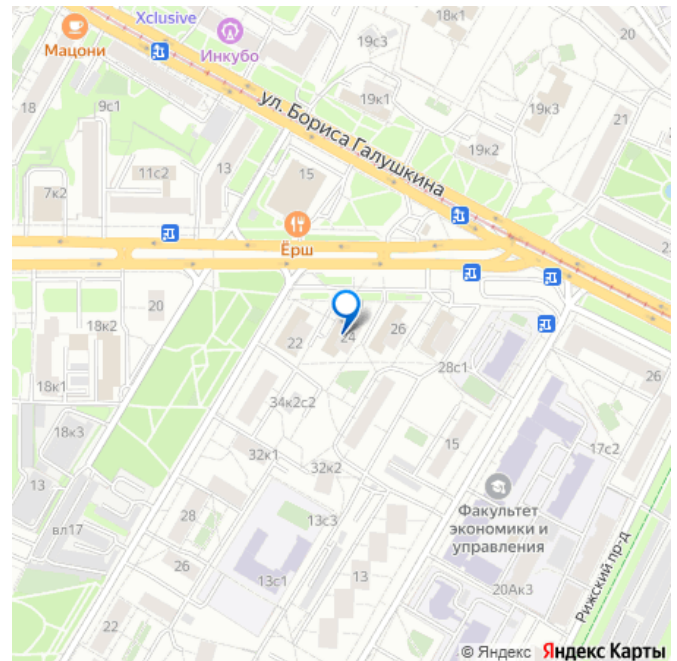 Xclusive
Мацони
Инкубо
18к1
20
19с3
9с1
18
19к1
19к3
21
ул. Бориса Галушкина
19к2
11с2
13
15
7к2
Ёрш
20
18к2
22
24
26
28с1
26
18к1
34к2с2
18к3
15
17с2
32к1
32к2
13
28
13с3
Факультет
экономики и
управления
вл17
26
13с1
13
20Ак3
Рижский пр-д
22
© Яндекс Яндекс Карты